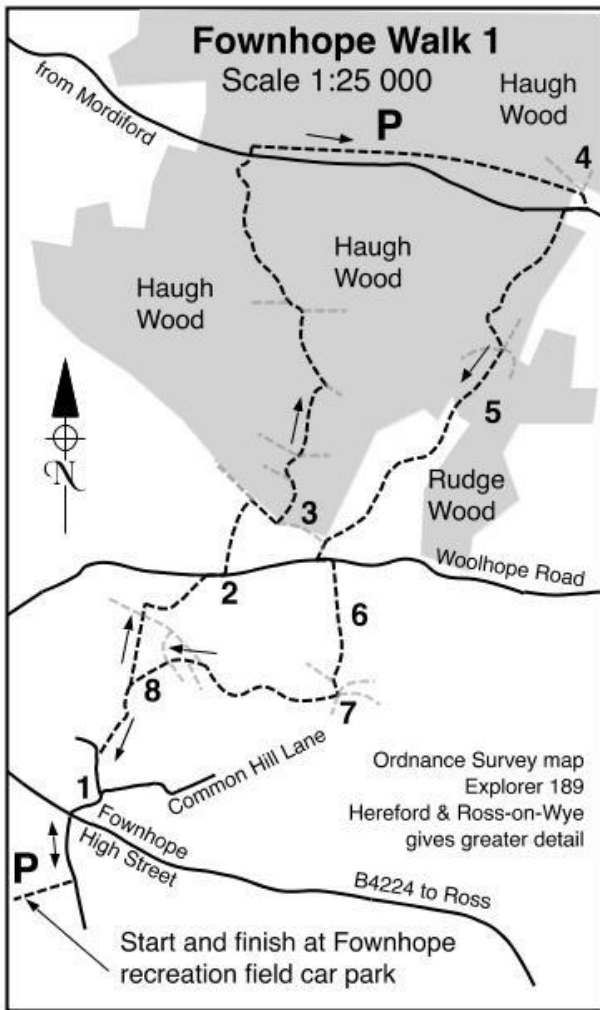 Fownhope Walk 1
Scale 1:25 000
from Mordiford
P
Haugh
Wood
4
Haugh
Wood
Haugh
Wood
5
N
3
Rudge
Wood
Woolhope Road
2
6
8
7
Common Hill Lane
1
Ordnance Survey map
Explorer 189
Hereford & Ross-on-Wye
gives greater detail
Fownhope
High Street
P
B4224 to Ross
Start and finish at Fownhope
recreation field car park